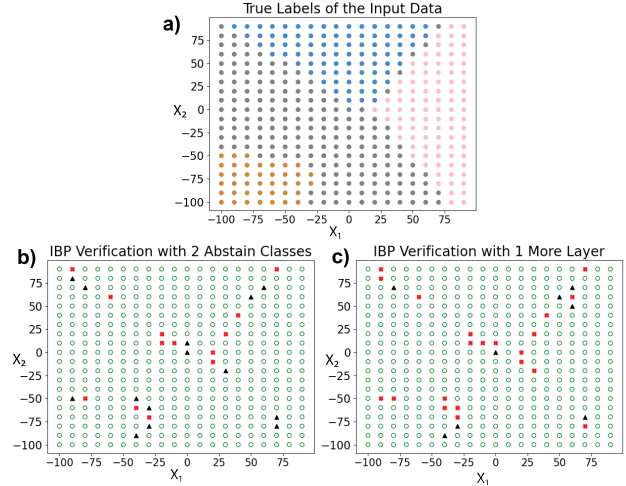 True Labels of the Input Data
a)
75
50
25
X2 0
−25
−50
−75
−100
−100 −75 −50 −25 0 25 50 75
X1
b) IBP Verification with 2 Abstain Classes
75
50
25
X2 0
−25
−50
−75
−100
−100 −75 −50 −25 0 25 50 75
X1
c) IBP Verification with 1 More Layer
75
50
25
X2 0
−25
−50
−75
−100
−100 −75 −50 −25 0 25 50 75
X1